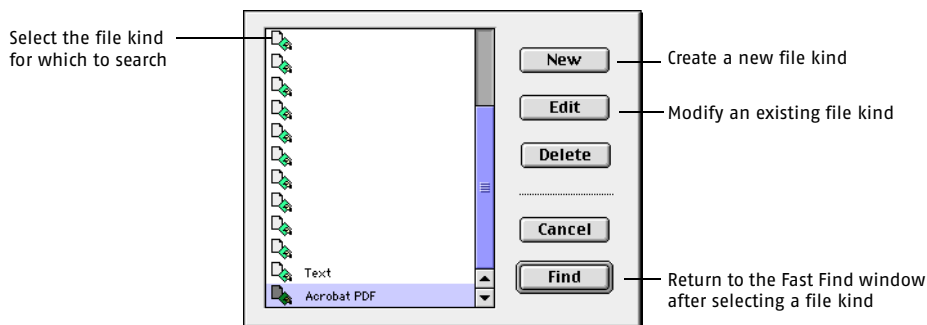 Select the file kind
for which to search
New
Create a new file kind
Edit
Modify an existing file kind
Delete
Cancel
Text
Find
Acrobat PDF
Return to the Fast Find window
after selecting a file kind